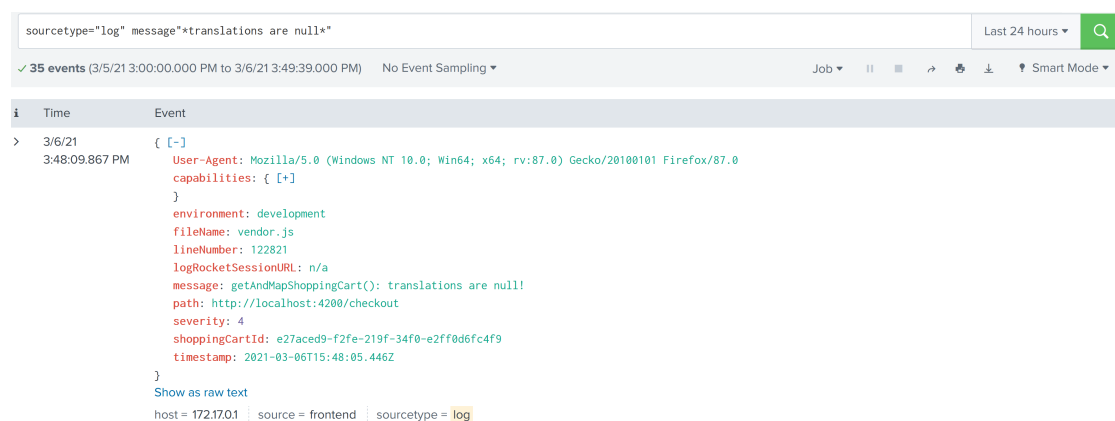 sourcetype="log" message"*translations are null*"
Last 24 hours
35 events (3/5/21 3:00:00.000 PM to 3/6/21 3:49:39.000 PM)
No Event Sampling
Job
Smart Mode
i
Time
Event
3/6/21
3:48:09.867 PM
{ [-]
User-Agent: Mozilla/5.0 (Windows NT 10.0; Win64; x64; rv:87.0) Gecko/20100101 Firefox/87.0
capabilities: { [+]
}
environment: development
fileName: vendor.js
lineNumber: 122821
logRocketSessionURL: n/a
message: getAndMapShoppingCart(): translations are null!
path: http://localhost:4200/checkout
severity: 4
shoppingCartId: e27aced9-f2fe-219f-34f0-e2ff0d6fc4f9
timestamp: 2021-03-06T15:48:05.446Z
}
Show as raw text
host = 172.17.0.1 source = frontend sourcetype = log